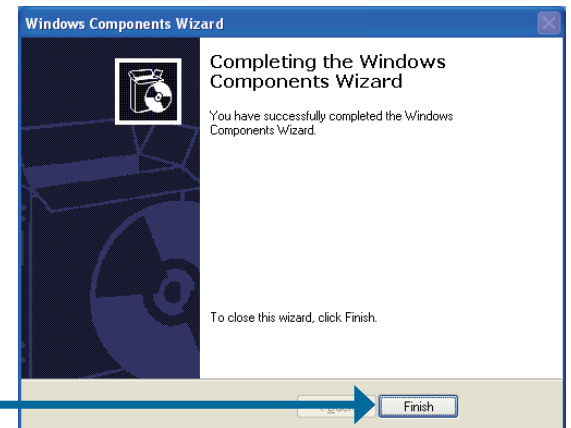 Windows Components Wizard
Completing the Windows
Components Wizard
You have successfully completed the Windows
Components Wizard.
To close this wizard, click Finish.
Finish